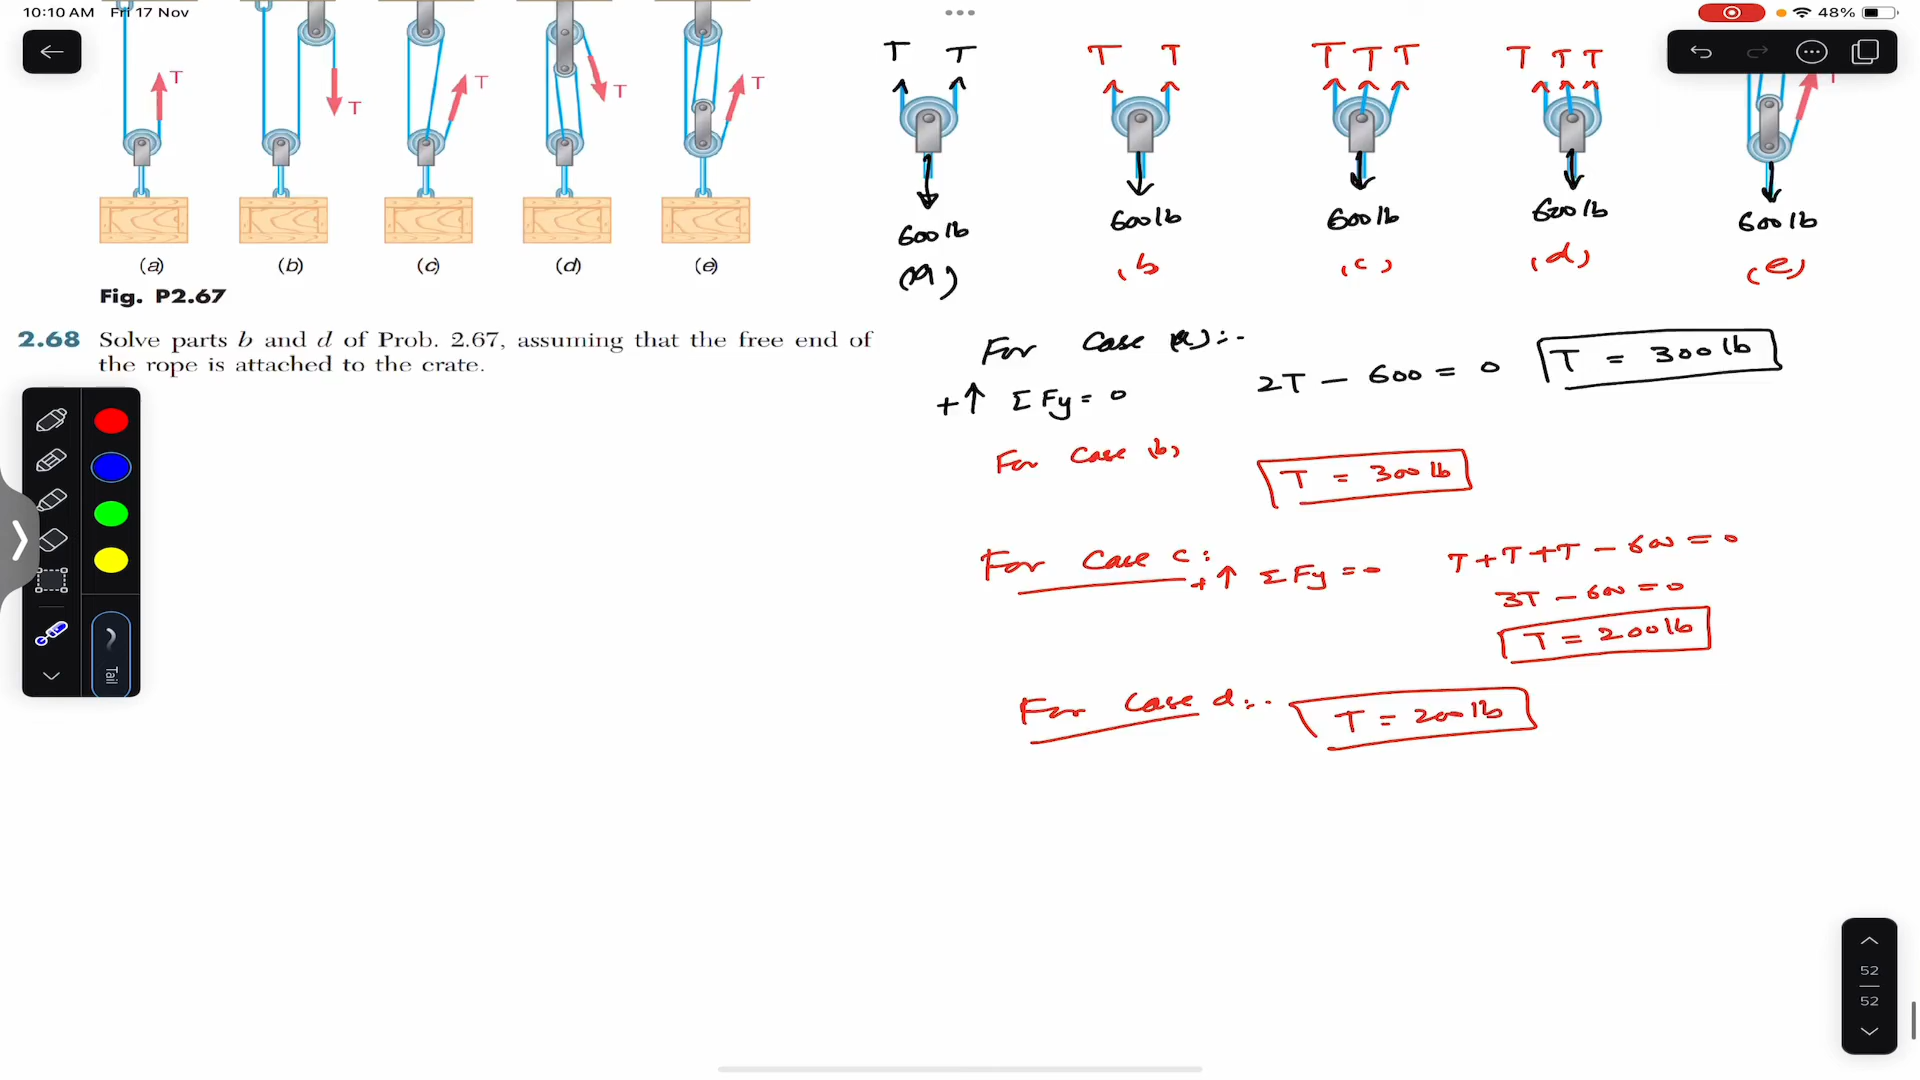 10:10 AM Fri 17 Nov
48%
T T T T T
(a) (b) (c) (d) (e)
Fig. P2.67
2.68 Solve parts b and d of Prob. 2.67, assuming that the free end of
the rope is attached to the crate.
Tail
T T T T T T T T T T
600 lb 600 lb 600 lb 600 lb 600 lb
(a) (b (c) (d) (e)
For Case (a):-
+↑ ΣFy = 0 2T - 600 = 0 T = 300 lb
For Case (b) T = 300 lb
For Case c:
+↑ ΣFy = 0 T+T+T - 600 = 0
3T - 600 = 0
T = 200 lb
For Case d:- T = 200 lb
52
52